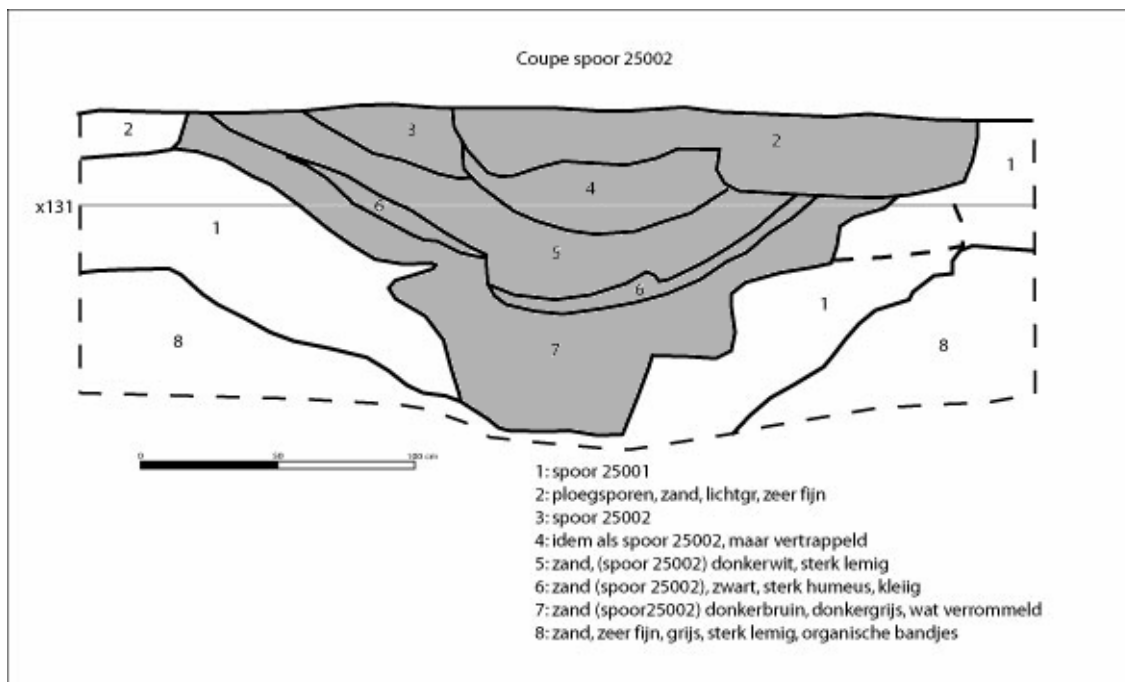 Coupe spoor 25002
2
3
2
1
4
x131
6
1
5
6
1
8
7
8
0
50
100 cm
1: spoor 25001
2: ploegsporen, zand, lichtgr, zeer fijn
3: spoor 25002
4: idem als spoor 25002, maar vertrappeld
5: zand, (spoor 25002) donkerwit, sterk lemig
6: zand (spoor 25002), zwart, sterk humeus, kleiig
7: zand (spoor25002) donkerbruin, donkergrijs, wat verrommeld
8: zand, zeer fijn, grijs, sterk lemig, organische bandjes